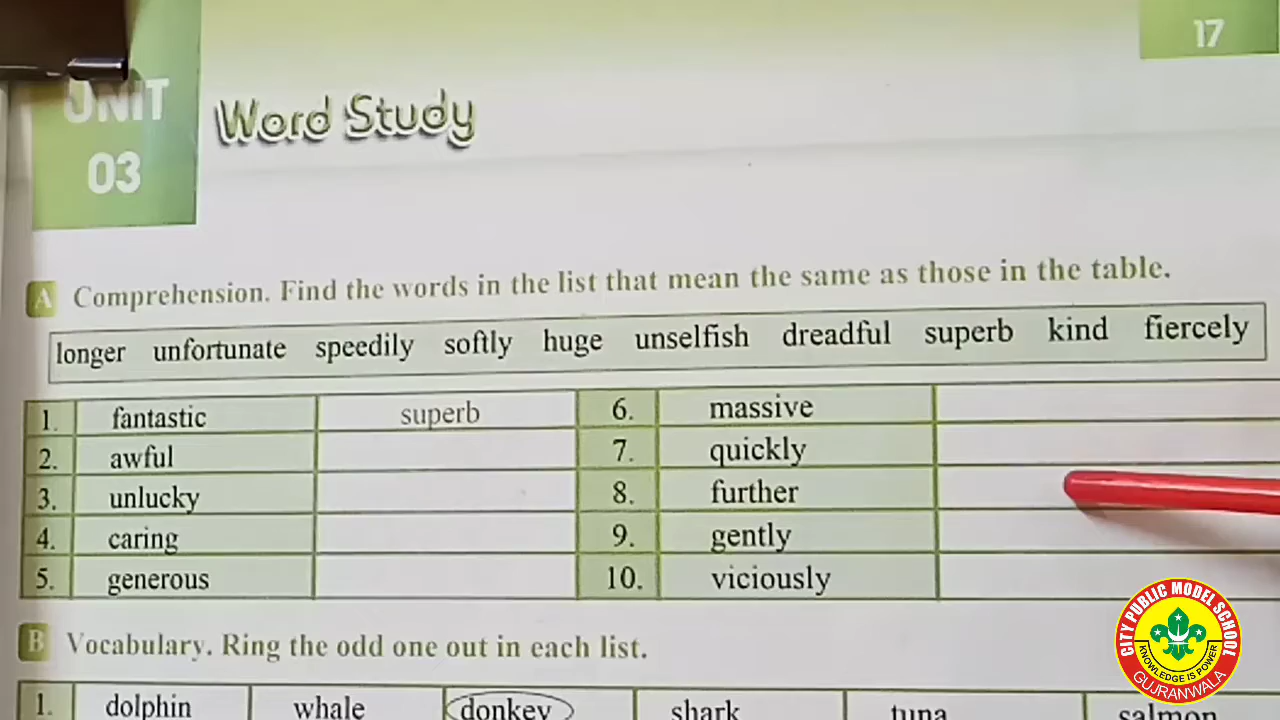 17
UNIT
03
Word Study
A Comprehension. Find the words in the list that mean the same as those in the table.
longer unfortunate speedily softly huge unselfish dreadful superb kind fiercely
1. fantastic superb 6. massive
2. awful 7. quickly
3. unlucky 8. further
4. caring 9. gently
5. generous 10. viciously
B Vocabulary. Ring the odd one out in each list.
1. dolphin whale donkey shark tuna salmon
CITY PUBLIC MODEL SCHOOL
KNOWLEDGE IS POWER
GUJRANWALA